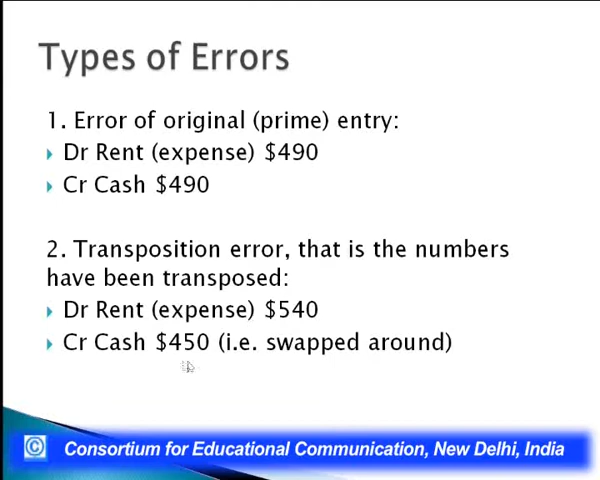 Types of Errors
1. Error of original (prime) entry:
Dr Rent (expense) $490
Cr Cash $490
2. Transposition error, that is the numbers
have been transposed:
Dr Rent (expense) $540
Cr Cash $450 (i.e. swapped around)
© Consortium for Educational Communication, New Delhi, India